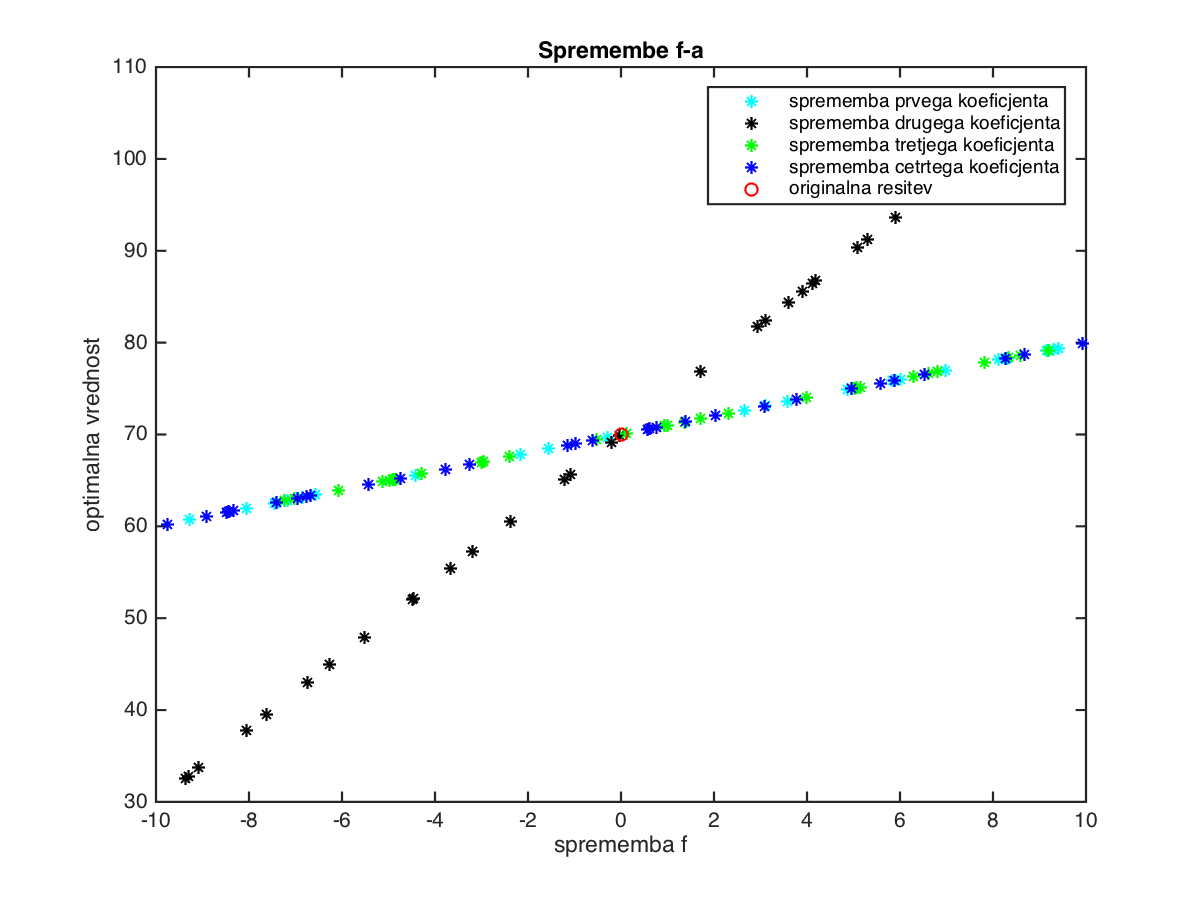 Spremembe f-a
110
100
90
80
70
60
50
40
30
optimalna vrednost
sprememba prvega koeficjenta
sprememba drugega koeficjenta
sprememba tretjega koeficjenta
sprememba cetrtega koeficjenta
originalna resitev
-10 -8 -6 -4 -2 0 2 4 6 8 10
sprememba f